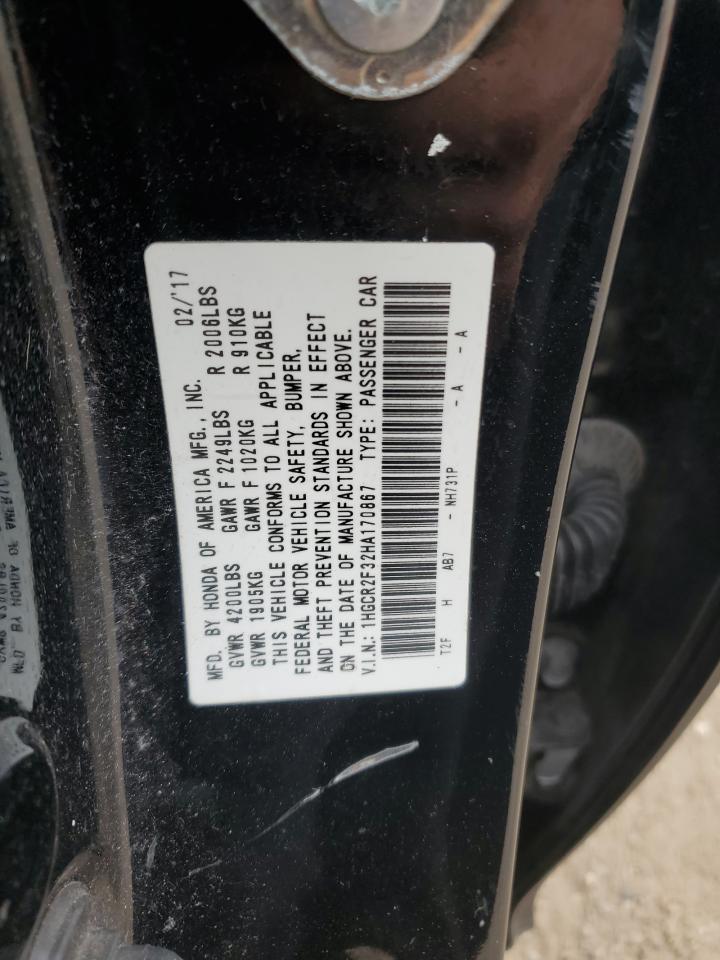 MFD. BY HONDA OF AMERICA MFG., INC. 02/'17
GVWR 4200LBS GAWR F 2249LBS R 2006LBS
GVWR 1905KG GAWR F 1020KG R 910KG
THIS VEHICLE CONFORMS TO ALL APPLICABLE
FEDERAL MOTOR VEHICLE SAFETY, BUMPER,
AND THEFT PREVENTION STANDARDS IN EFFECT
ON THE DATE OF MANUFACTURE SHOWN ABOVE.
V.I.N.: 1HGCR2F32HA170867 TYPE: PASSENGER CAR
T2F H AB7 - NH731P - A - A